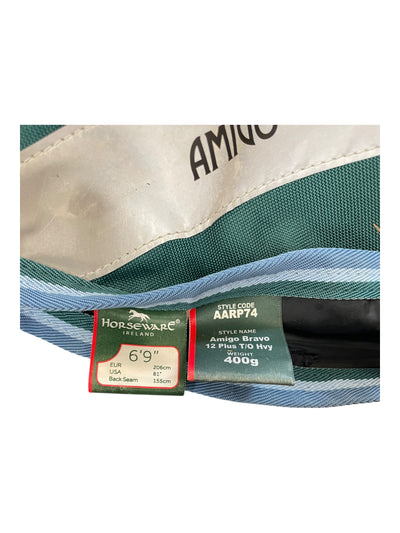 AMIGO
HORSEWARE
IRELAND
6'9"
EUR 206cm
USA 81"
Back Seam 155cm
STYLE CODE
AARP74
STYLE NAME
Amigo Bravo
12 Plus T/O Hvy
WEIGHT
400g